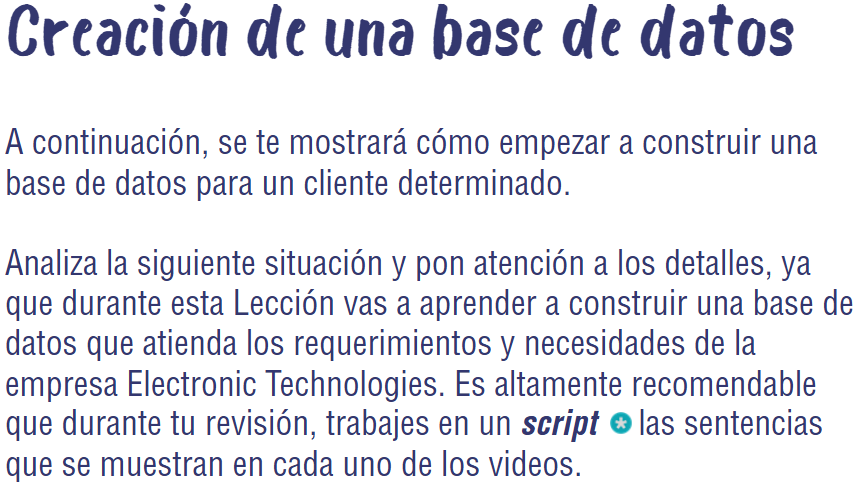 Creación de una base de datos
A continuación, se te mostrará cómo empezar a construir una
base de datos para un cliente determinado.
Analiza la siguiente situación y pon atención a los detalles, ya
que durante esta Lección vas a aprender a construir una base de
datos que atienda los requerimientos y necesidades de la
empresa Electronic Technologies. Es altamente recomendable
que durante tu revisión, trabajes en un script * las sentencias
que se muestran en cada uno de los videos.